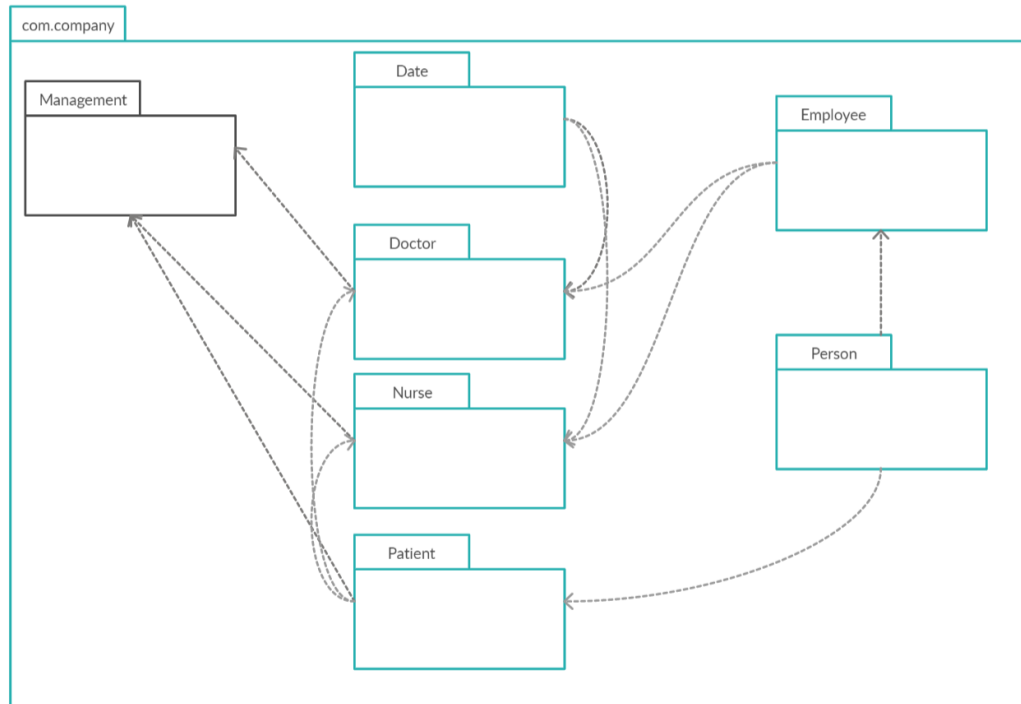 com.company
Date
Management
Employee
Doctor
Person
Nurse
Patient